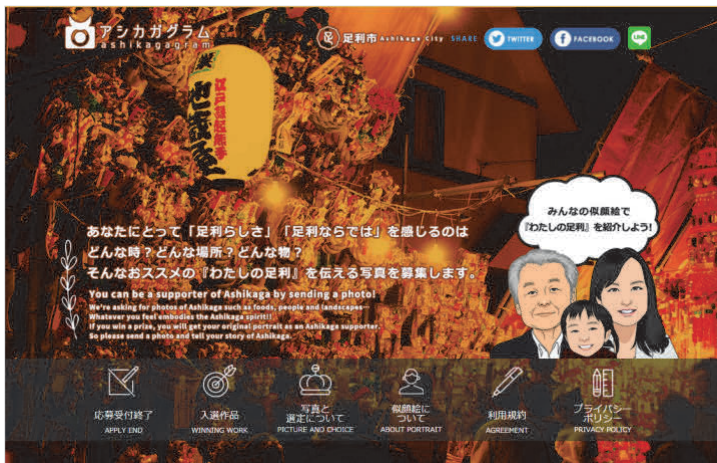 アシカガグラム
ashikagagram
足利市 Ashikaga City
SHARE
TWITTER
FACEBOOK
LINE
あなたにとって「足利らしさ」「足利ならでは」を感じるのは
どんな時？どんな場所？どんな物？
そんなおススメの『わたしの足利』を伝える写真を募集します。
You can be a supporter of Ashikaga by sending a photo!
We're asking for photos of Ashikaga such as foods, people and landscapes—
Whatever you feel embodies the Ashikaga spirit!!
If you win a prize, you will get your original portrait as an Ashikaga supporter.
So please send a photo and tell your story of Ashikaga.
みんなの似顔絵で
『わたしの足利』を紹介しよう!
応募受付終了
APPLY END
入選作品
WINNING WORK
写真と
選定について
PICTURE AND CHOICE
似顔絵に
ついて
ABOUT PORTRAIT
利用規約
AGREEMENT
プライバシー
ポリシー
PRIVACY POLICY